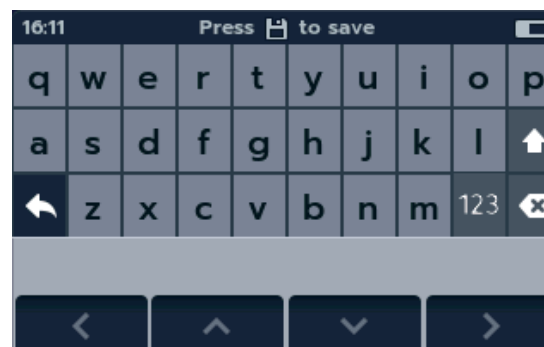 16:11 Press to save
q w e r t y u i o p
a s d f g h j k l
z x c v b n m 123